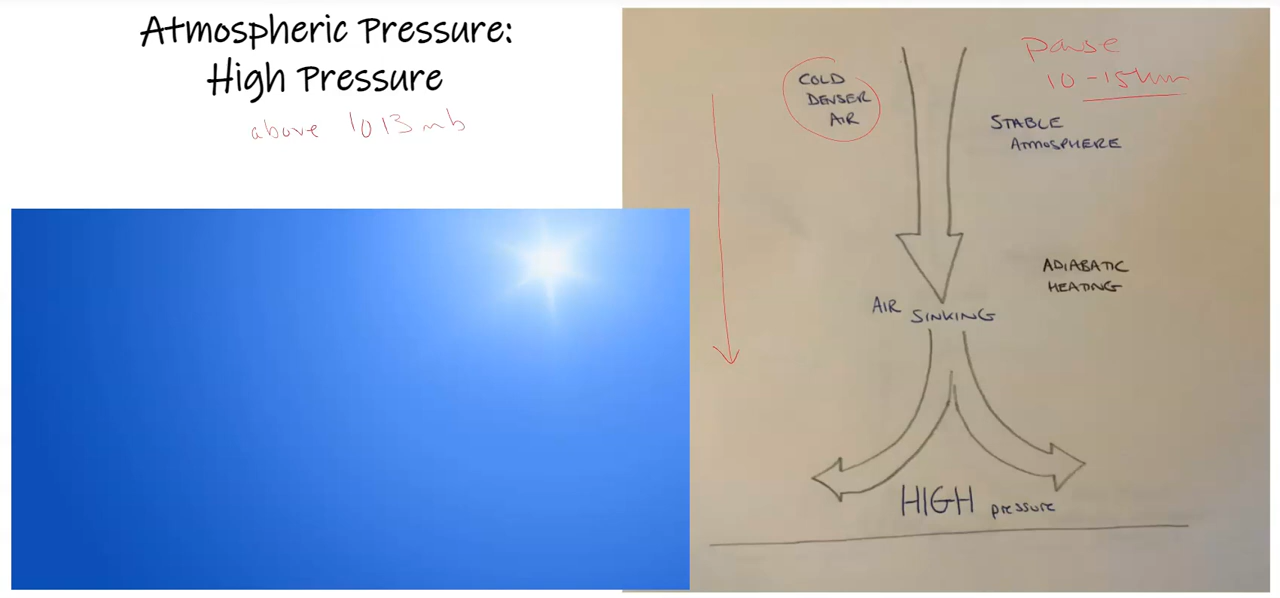 Atmospheric Pressure:
High Pressure
above 1013 mb
pause
10-15km
COLD
DENSER
AIR
STABLE
ATMOSPHERE
ADIABATIC
HEATING
AIR SINKING
HIGH pressure